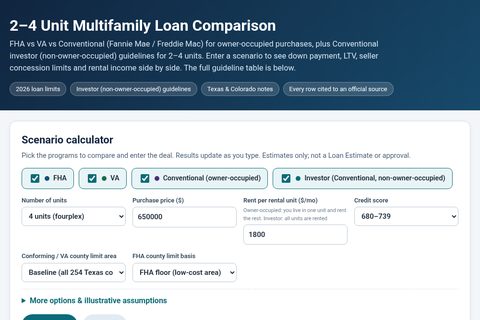 2–4 Unit Multifamily Loan Comparison
FHA vs VA vs Conventional (Fannie Mae / Freddie Mac) for owner-occupied purchases, plus Conventional
investor (non-owner-occupied) guidelines for 2–4 units. Enter a scenario to see down payment, LTV, seller
concession limits and rental income side by side. The full guideline table is below.
2026 loan limits
Investor (non-owner-occupied) guidelines
Texas & Colorado notes
Every row cited to an official source
Scenario calculator
Pick the programs to compare and enter the deal. Results update as you type. Estimates only; not a Loan Estimate or approval.
FHA
VA
Conventional (owner-occupied)
Investor (Conventional, non-owner-occupied)
Number of units
Purchase price ($)
Rent per rental unit ($/mo)
Credit score
Owner-occupied: you live in one unit and rent
the rest. Investor: all units are rented
4 units (fourplex)
650000
1800
680–739
Conforming / VA county limit area
FHA county limit basis
Baseline (all 254 Texas co
FHA floor (low-cost area)
More options & illustrative assumptions